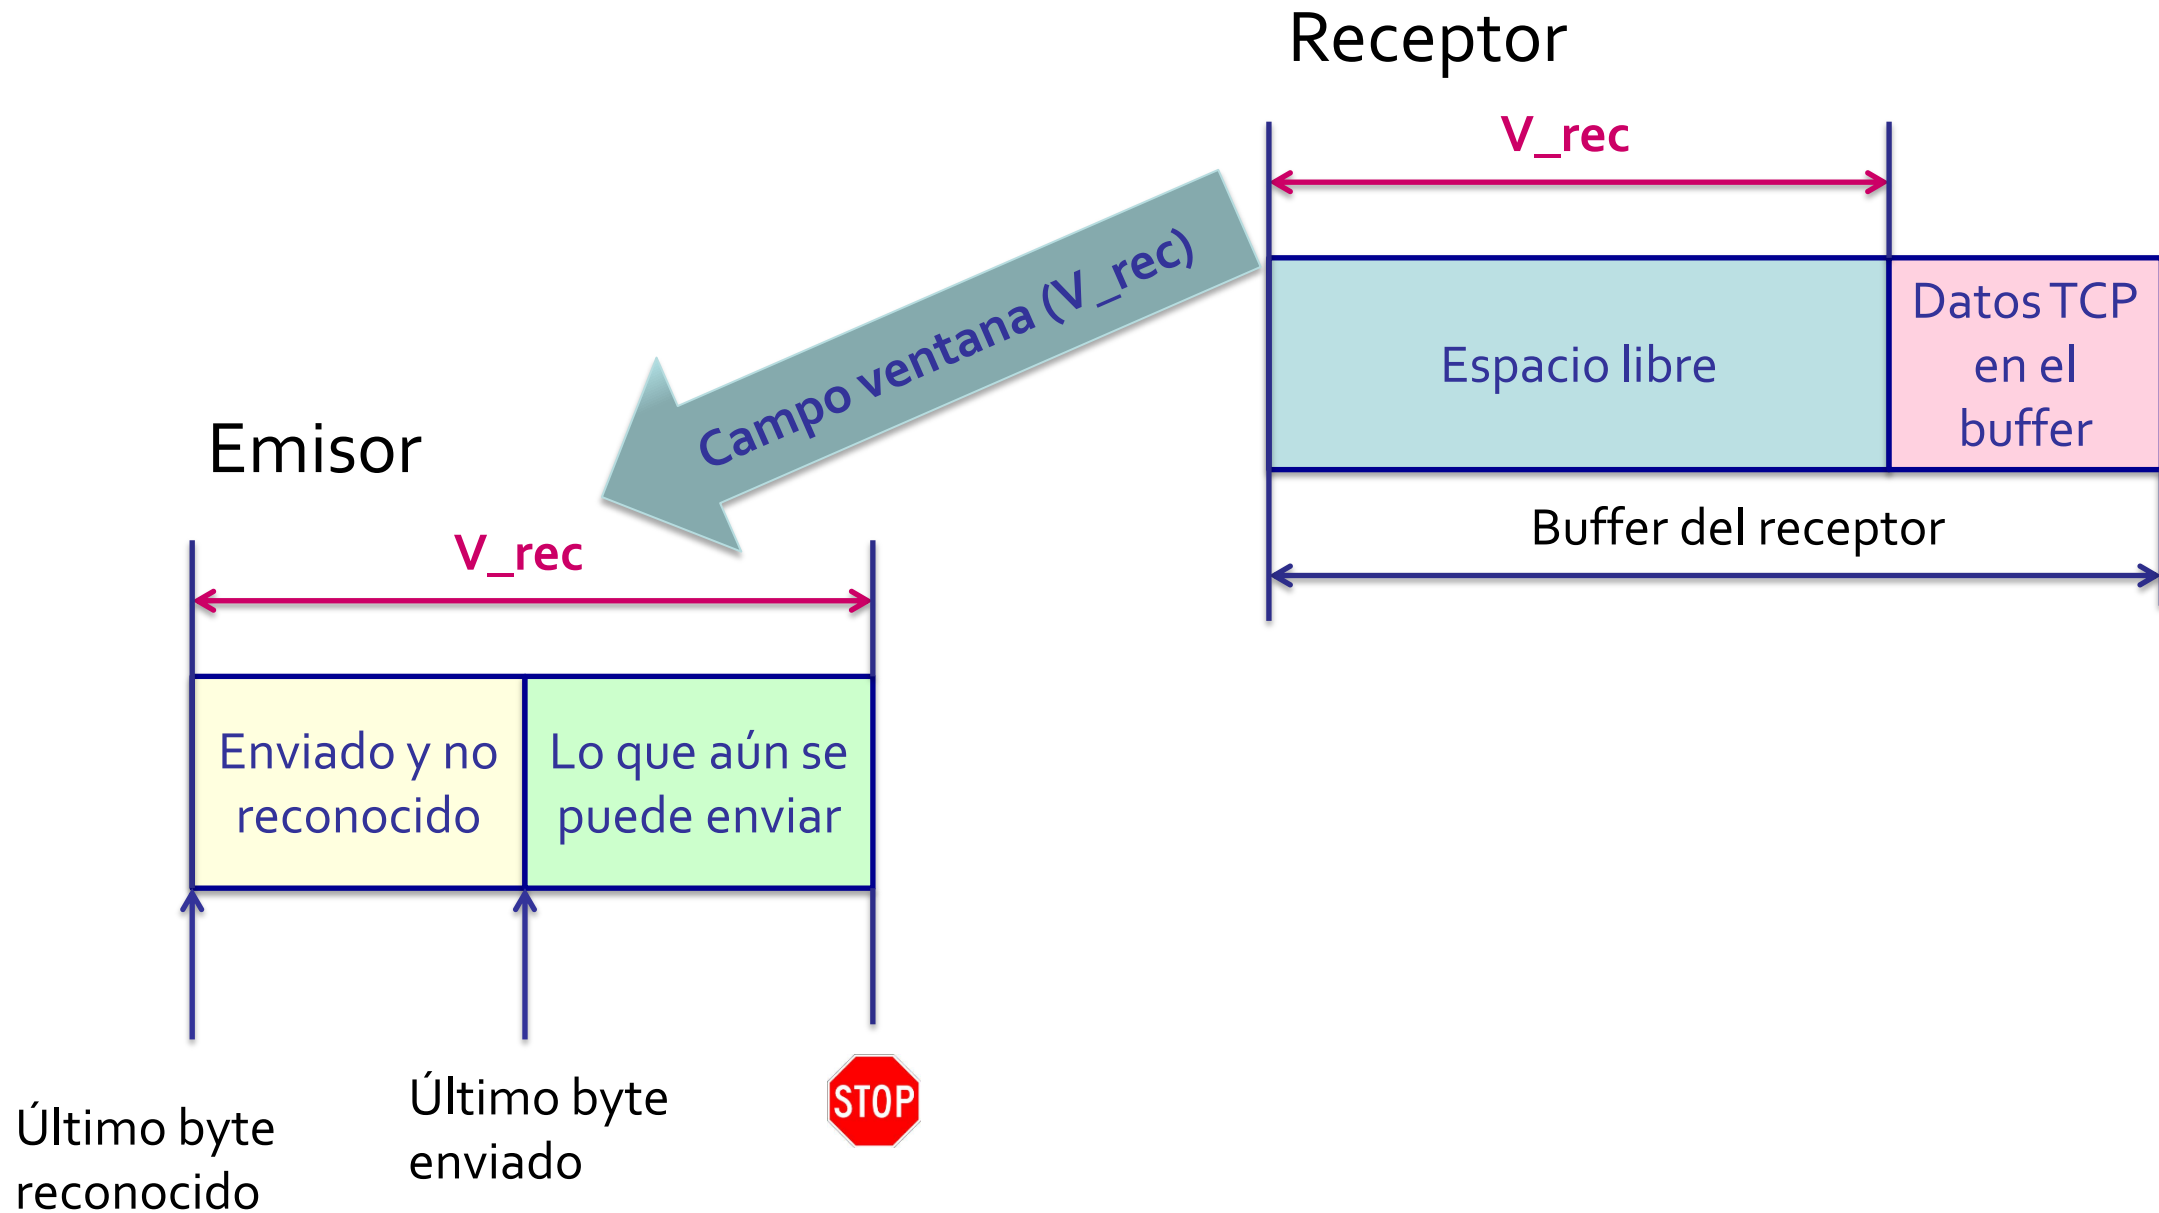 Receptor
V_rec
Campo ventana (V_rec)
Espacio libre
Datos TCP
en el
buffer
Buffer del receptor
Emisor
V_rec
Enviado y no
reconocido
Lo que aún se
puede enviar
Último byte
reconocido
Último byte
enviado
STOP